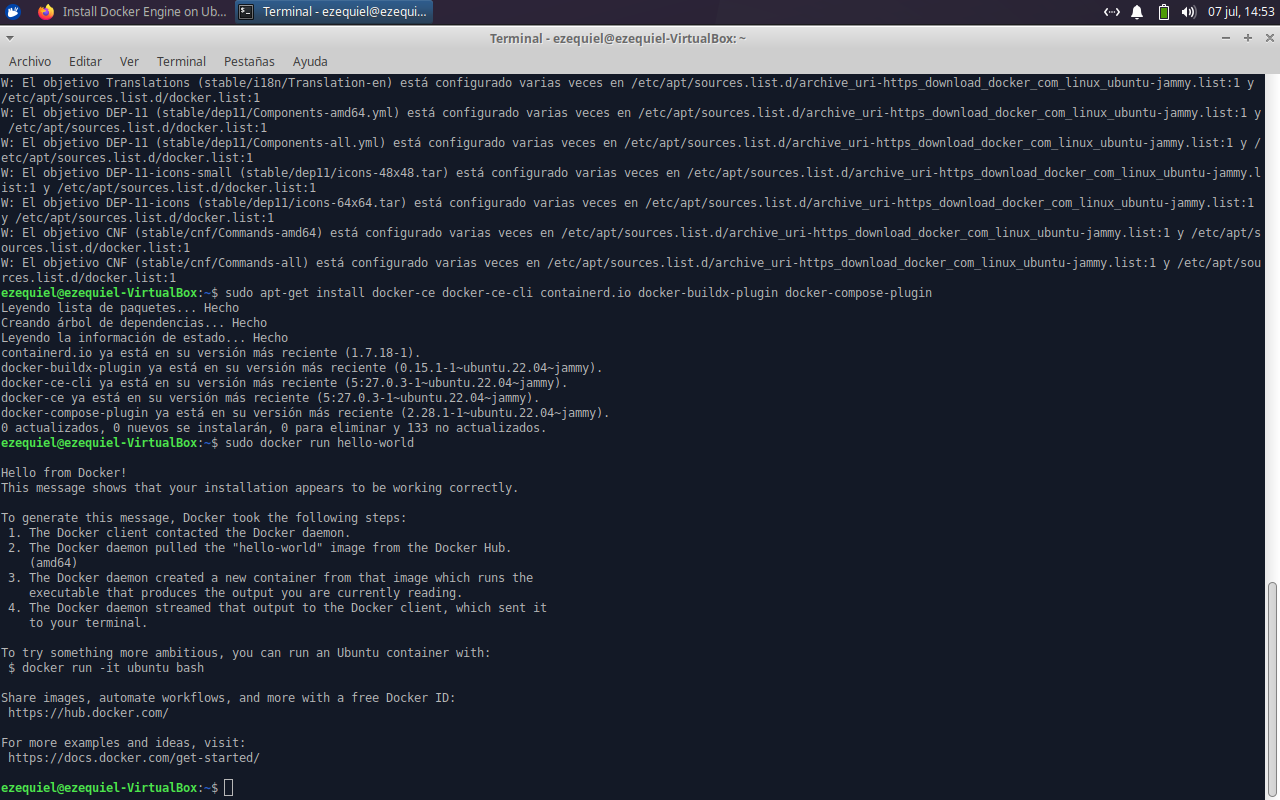 Install Docker Engine on Ub...
Terminal - ezequiel@ezequi...
07 jul, 14:53
Terminal - ezequiel@ezequiel-VirtualBox: ~
Archivo Editar Ver Terminal Pestañas Ayuda
W: El objetivo Translations (stable/i18n/Translation-en) está configurado varias veces en /etc/apt/sources.list.d/archive_uri-https_download_docker_com_linux_ubuntu-jammy.list:1 y
/etc/apt/sources.list.d/docker.list:1
W: El objetivo DEP-11 (stable/dep11/Components-amd64.yml) está configurado varias veces en /etc/apt/sources.list.d/archive_uri-https_download_docker_com_linux_ubuntu-jammy.list:1 y
 /etc/apt/sources.list.d/docker.list:1
W: El objetivo DEP-11 (stable/dep11/Components-all.yml) está configurado varias veces en /etc/apt/sources.list.d/archive_uri-https_download_docker_com_linux_ubuntu-jammy.list:1 y /
etc/apt/sources.list.d/docker.list:1
W: El objetivo DEP-11-icons-small (stable/dep11/icons-48x48.tar) está configurado varias veces en /etc/apt/sources.list.d/archive_uri-https_download_docker_com_linux_ubuntu-jammy.l
ist:1 y /etc/apt/sources.list.d/docker.list:1
W: El objetivo DEP-11-icons (stable/dep11/icons-64x64.tar) está configurado varias veces en /etc/apt/sources.list.d/archive_uri-https_download_docker_com_linux_ubuntu-jammy.list:1
y /etc/apt/sources.list.d/docker.list:1
W: El objetivo CNF (stable/cnf/Commands-amd64) está configurado varias veces en /etc/apt/sources.list.d/archive_uri-https_download_docker_com_linux_ubuntu-jammy.list:1 y /etc/apt/s
ources.list.d/docker.list:1
W: El objetivo CNF (stable/cnf/Commands-all) está configurado varias veces en /etc/apt/sources.list.d/archive_uri-https_download_docker_com_linux_ubuntu-jammy.list:1 y /etc/apt/sou
rces.list.d/docker.list:1
ezequiel@ezequiel-VirtualBox:~$ sudo apt-get install docker-ce docker-ce-cli containerd.io docker-buildx-plugin docker-compose-plugin
Leyendo lista de paquetes... Hecho
Creando árbol de dependencias... Hecho
Leyendo la información de estado... Hecho
containerd.io ya está en su versión más reciente (1.7.18-1).
docker-buildx-plugin ya está en su versión más reciente (0.15.1-1~ubuntu.22.04~jammy).
docker-ce-cli ya está en su versión más reciente (5:27.0.3-1~ubuntu.22.04~jammy).
docker-ce ya está en su versión más reciente (5:27.0.3-1~ubuntu.22.04~jammy).
docker-compose-plugin ya está en su versión más reciente (2.28.1-1~ubuntu.22.04~jammy).
0 actualizados, 0 nuevos se instalarán, 0 para eliminar y 133 no actualizados.
ezequiel@ezequiel-VirtualBox:~$ sudo docker run hello-world

Hello from Docker!
This message shows that your installation appears to be working correctly.

To generate this message, Docker took the following steps:
 1. The Docker client contacted the Docker daemon.
 2. The Docker daemon pulled the "hello-world" image from the Docker Hub.
    (amd64)
 3. The Docker daemon created a new container from that image which runs the
    executable that produces the output you are currently reading.
 4. The Docker daemon streamed that output to the Docker client, which sent it
    to your terminal.

To try something more ambitious, you can run an Ubuntu container with:
 $ docker run -it ubuntu bash

Share images, automate workflows, and more with a free Docker ID:
 https://hub.docker.com/

For more examples and ideas, visit:
 https://docs.docker.com/get-started/

ezequiel@ezequiel-VirtualBox:~$